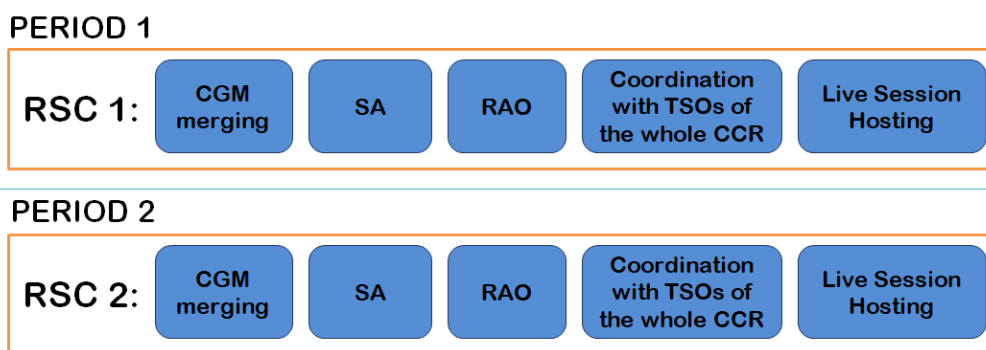 PERIOD 1
RSC 1:
CGM
merging
SA
RAO
Coordination
with TSOs of
the whole CCR
Live Session
Hosting
PERIOD 2
RSC 2:
CGM
merging
SA
RAO
Coordination
with TSOs of
the whole CCR
Live Session
Hosting